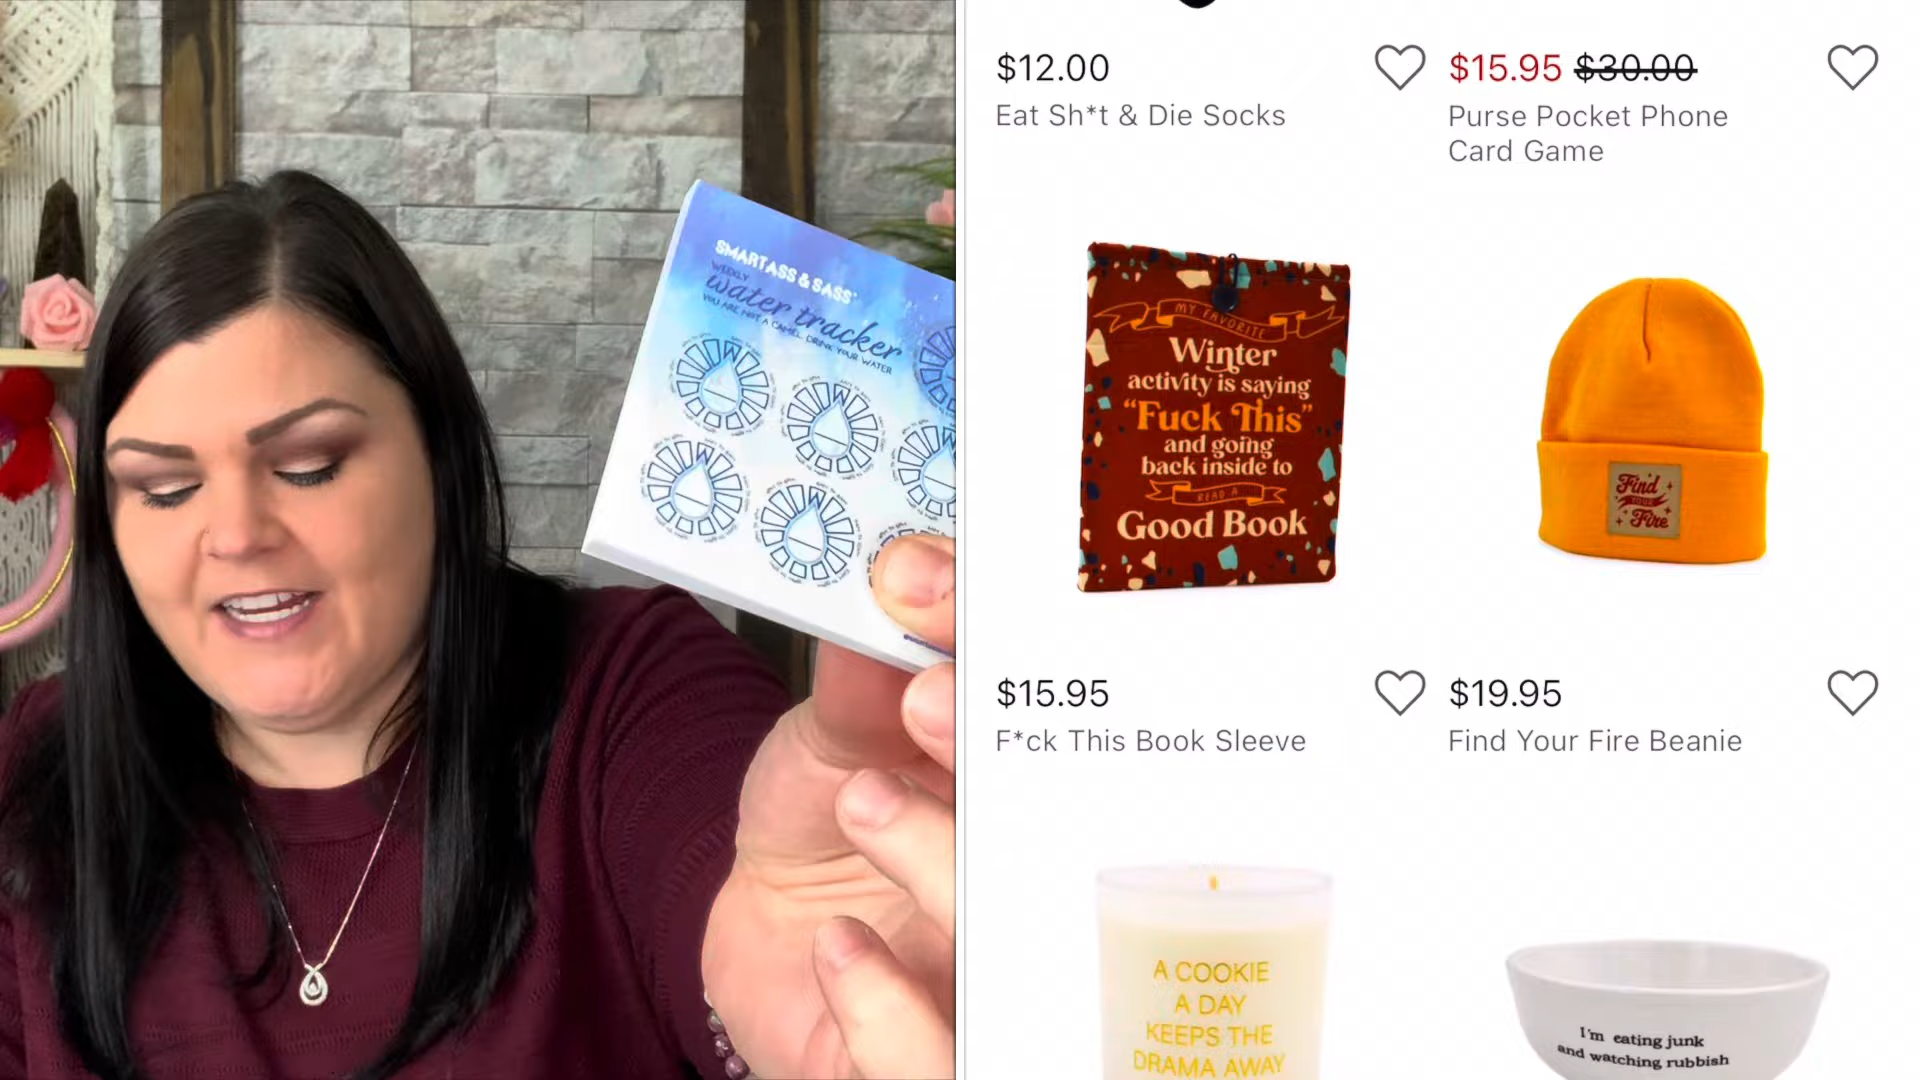 SMARTASS & SASS
WEEKLY
water tracker
YOU ARE NOT A CAMEL. DRINK YOUR WATER
$12.00
Eat Sh*t & Die Socks
$15.95 $30.00
Purse Pocket Phone
Card Game
MY FAVORITE
Winter
activity is saying
"Fuck This"
and going
back inside to
READ A
Good Book
Find
YOUR
Fire
$15.95
F*ck This Book Sleeve
$19.95
Find Your Fire Beanie
A COOKIE
A DAY
KEEPS THE
DRAMA AWAY
I'm eating junk
and watching rubbish